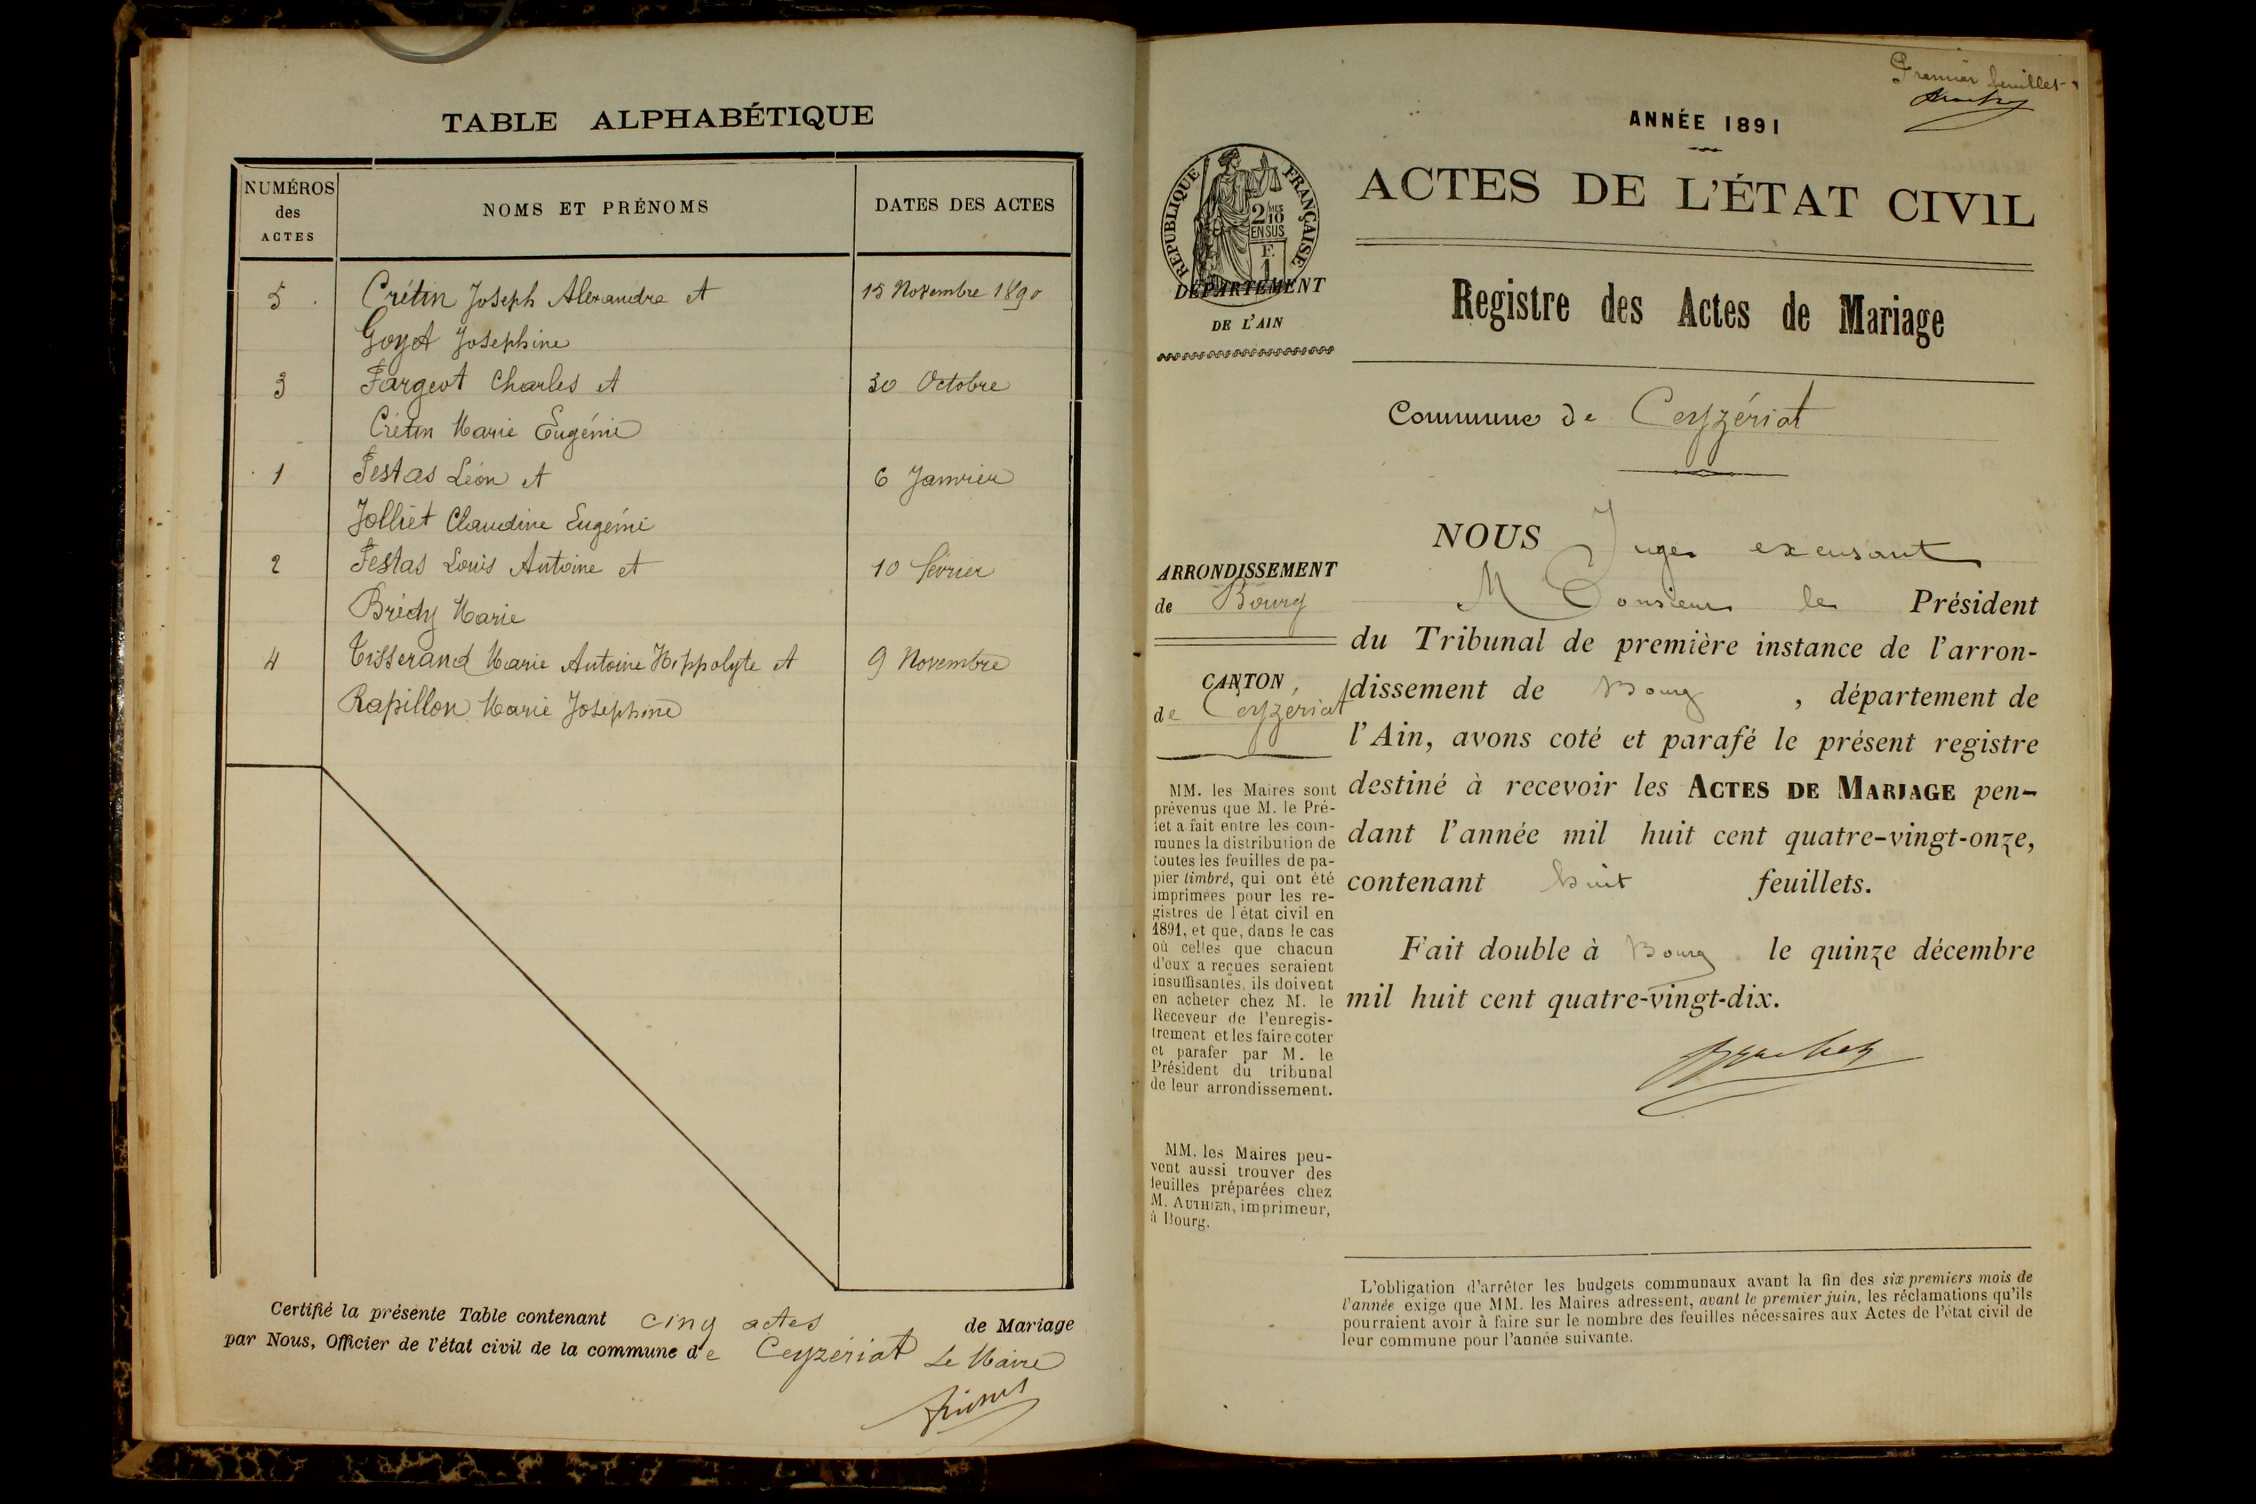 TABLE ALPHABÉTIQUE
NUMÉROS
des
ACTES
NOMS ET PRÉNOMS
DATES DES ACTES
5 Crétin Joseph Alexandre et 15 Novembre 1890
Goyet Josephine
3 Fargeot Charles et 30 Octobre
Crétin Marie Eugénie
1 Festas Léon et 6 Janvier
Jolliet Claudine Eugénie
2 Festas Louis Antoine et 10 février
Brédy Marie
4 Tisserand Marie Antoine Hippolyte et 9 Novembre
Rapillon Marie Josephine
Certifié la présente Table contenant cinq actes de Mariage
par Nous, Officier de l'état civil de la commune de Ceyzériat Le Maire
Premier feuillet
ANNÉE 1891
ACTES DE L'ÉTAT CIVIL
RÉPUBLIQUE FRANÇAISE
2/10
EN SUS
F.
1
DÉPARTEMENT
DE L'AIN
Registre des Actes de Mariage
Commune de Ceyzériat
ARRONDISSEMENT
de Bourg
CANTON
de Ceyzériat
MM. les Maires sont
prévenus que M. le Pré-
fet a fait entre les com-
munes la distribution de
toutes les feuilles de pa-
pier timbré, qui ont été
imprimées pour les re-
gistres de l'état civil en
1891, et que, dans le cas
où celles que chacun
d'eux a reçues seraient
insuffisantes, ils doivent
en acheter chez M. le
Receveur de l'enregis-
trement et les faire coter
et parafer par M. le
Président du tribunal
de leur arrondissement.
MM. les Maires peu-
vent aussi trouver des
feuilles préparées chez
M. AUTHIER, imprimeur,
à Bourg.
NOUS Juge excusant
Monsieur le Président
du Tribunal de première instance de l'arron-
dissement de Bourg, département de
l'Ain, avons coté et parafé le présent registre
destiné à recevoir les ACTES DE MARIAGE pen-
dant l'année mil huit cent quatre-vingt-onze,
contenant huit feuillets.
Fait double à Bourg le quinze décembre
mil huit cent quatre-vingt-dix.
L'obligation d'arrêter les budgets communaux avant la fin des six premiers mois de
l'année exige que MM. les Maires adressent, avant le premier juin, les réclamations qu'ils
pourraient avoir à faire sur le nombre des feuilles nécessaires aux Actes de l'état civil de
leur commune pour l'année suivante.